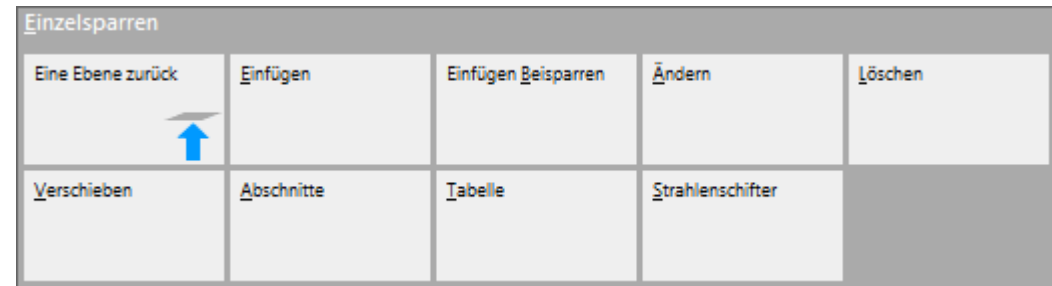 Einzelsparren
Eine Ebene zurück
Einfügen
Einfügen Beisparren
Ändern
Löschen
Verschieben
Abschnitte
Tabelle
Strahlenschifter